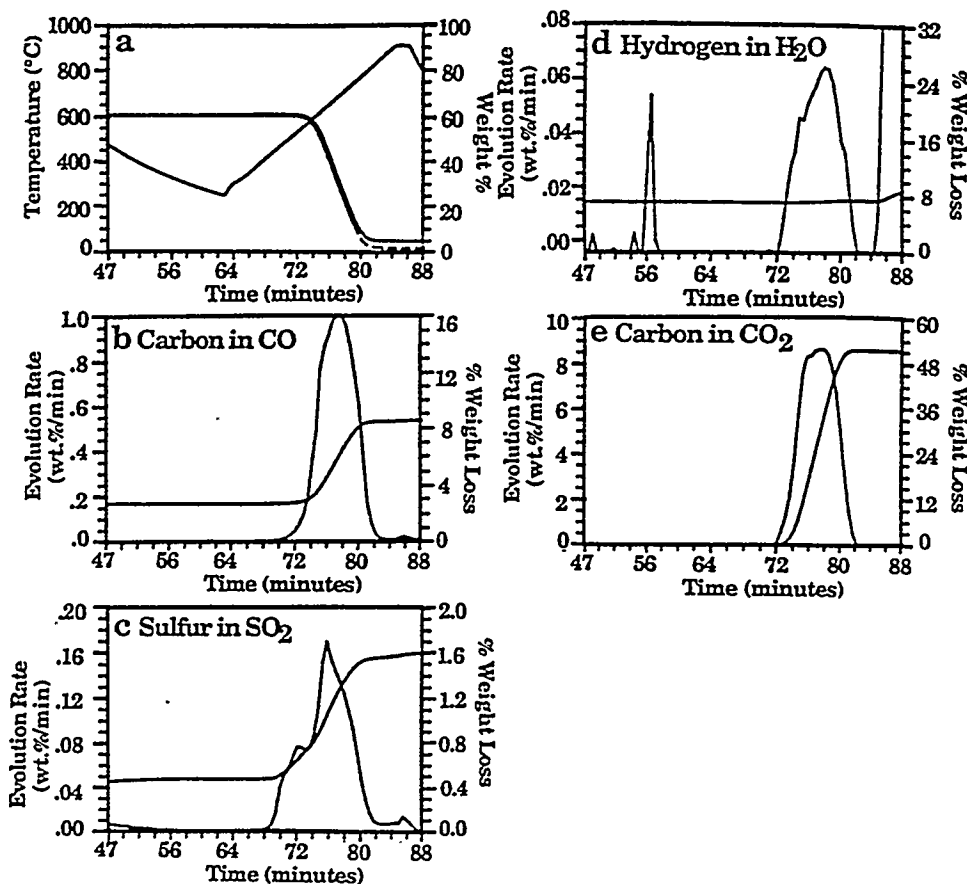 a
1000
800
600
400
200
0
Temperature (°C)
100
80
60
40
20
0
Weight %
47 56 64 72 80 88
Time (minutes)
b Carbon in CO
1.0
.8
.6
.4
.2
.0
Evolution Rate
(wt.%/min)
16
12
8
4
0
% Weight Loss
47 56 64 72 80 88
Time (minutes)
c Sulfur in SO2
.20
.16
.12
.08
.04
.00
Evolution Rate
(wt.%/min)
2.0
1.6
1.2
0.8
0.4
0.0
% Weight Loss
47 56 64 72 80 88
Time (minutes)
d Hydrogen in H2O
.08
.06
.04
.02
.00
Evolution Rate
(wt.%/min)
32
24
16
8
0
% Weight Loss
47 56 64 72 80 88
Time (minutes)
e Carbon in CO2
10
8
6
4
2
0
Evolution Rate
(wt.%/min)
60
48
36
24
12
0
% Weight Loss
47 56 64 72 80 88
Time (minutes)